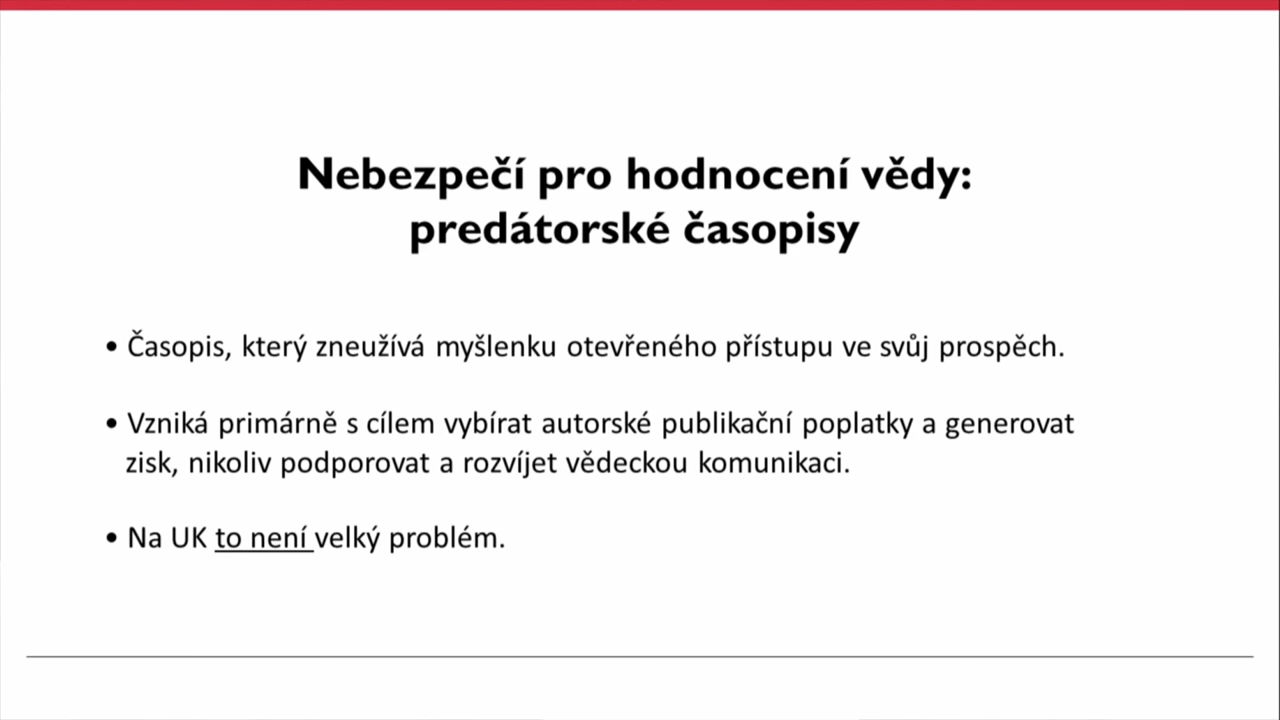 Nebezpečí pro hodnocení vědy:
predátorské časopisy
• Časopis, který zneužívá myšlenku otevřeného přístupu ve svůj prospěch.
• Vzniká primárně s cílem vybírat autorské publikační poplatky a generovat
zisk, nikoliv podporovat a rozvíjet vědeckou komunikaci.
• Na UK to není velký problém.